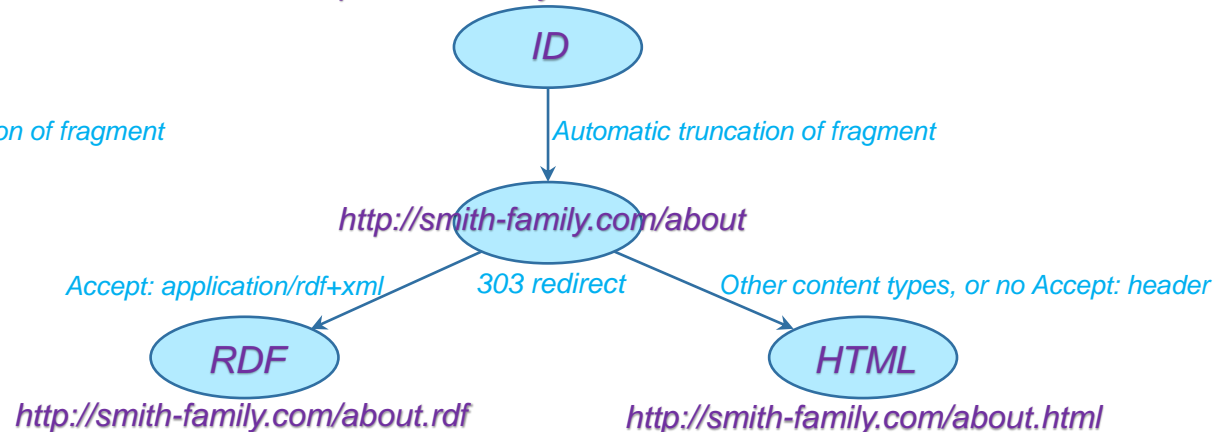 ID
on of fragment
Automatic truncation of fragment
http://smith-family.com/about
Accept: application/rdf+xml
303 redirect
Other content types, or no Accept: header
RDF
HTML
http://smith-family.com/about.rdf
http://smith-family.com/about.html